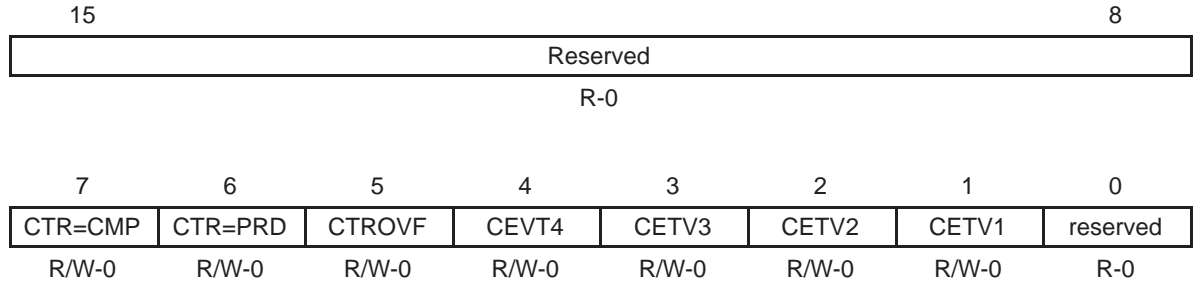 15 8
Reserved
R-0
7 6 5 4 3 2 1 0
CTR=CMP CTR=PRD CTROVF CEVT4 CETV3 CETV2 CETV1 reserved
R/W-0 R/W-0 R/W-0 R/W-0 R/W-0 R/W-0 R/W-0 R-0